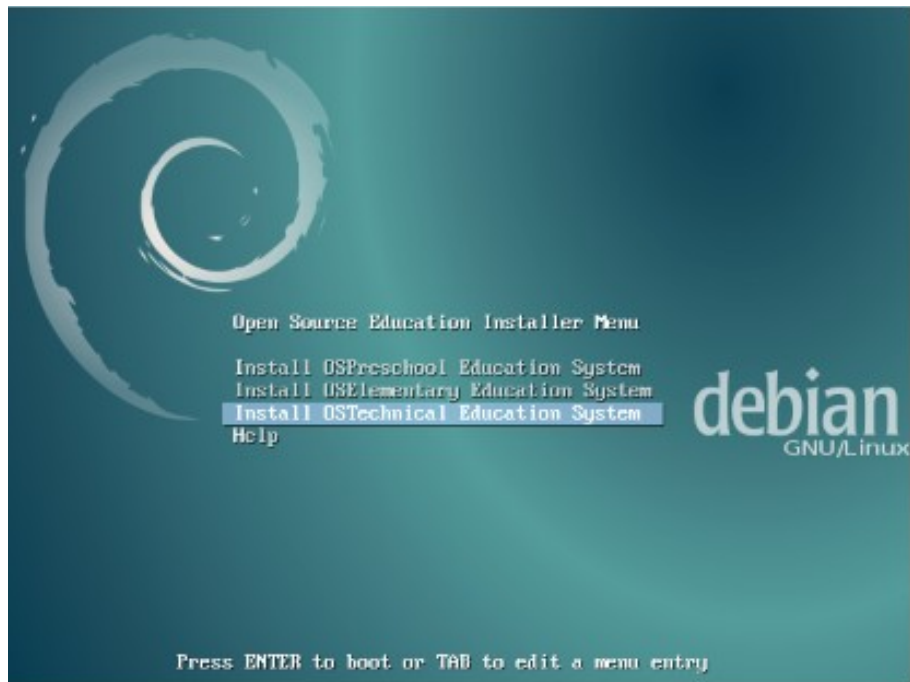 Open Source Education Installer Menu
Install OSPreschool Education System
Install OSElementary Education System
Install OSTechnical Education System
Help
debian
GNU/Linux
Press ENTER to boot or TAB to edit a menu entry